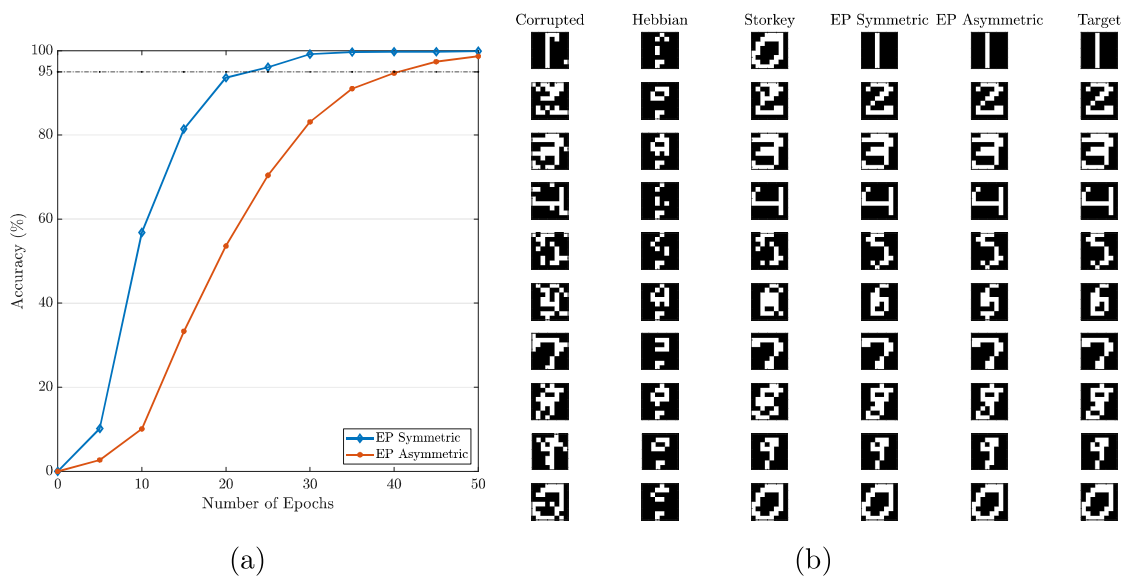 Corrupted Hebbian Storkey EP Symmetric EP Asymmetric Target
100
95
80
60
40
20
0
Accuracy (%)
EP Symmetric
EP Asymmetric
0 10 20 30 40 50
Number of Epochs
(a) (b)